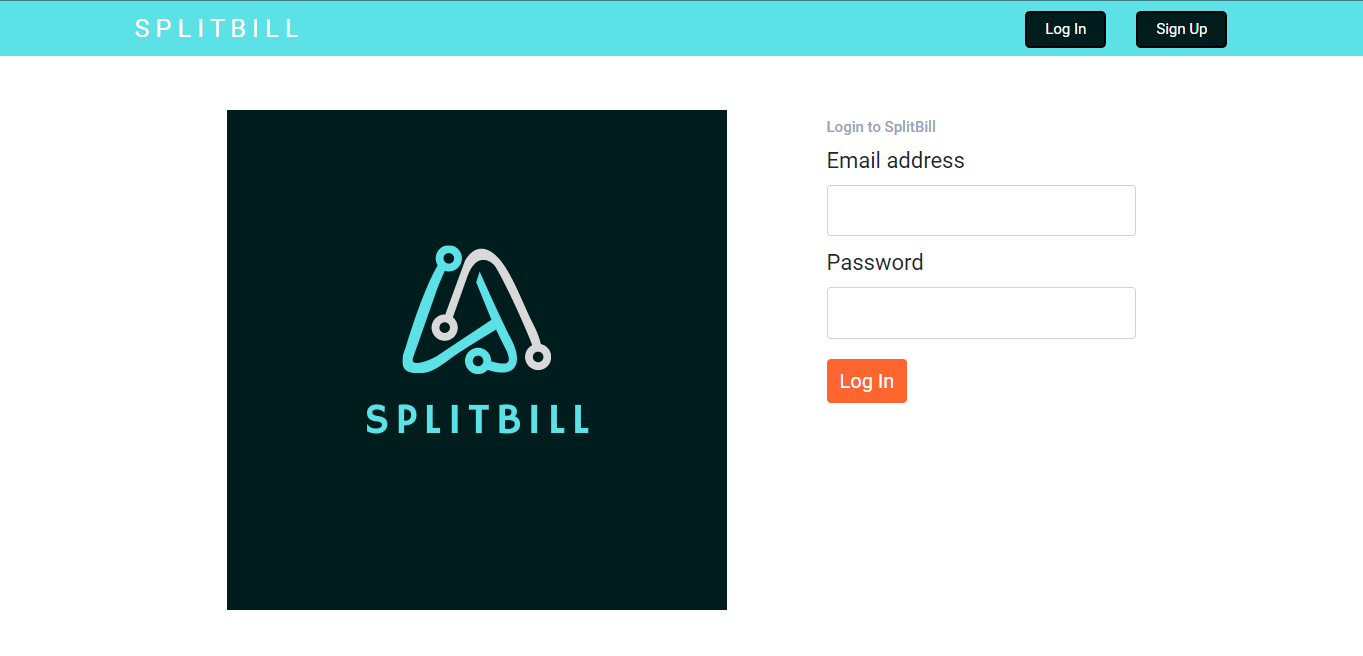 SPLITBILL
Log In
Sign Up
SPLITBILL
Login to SplitBill
Email address
Password
Log In